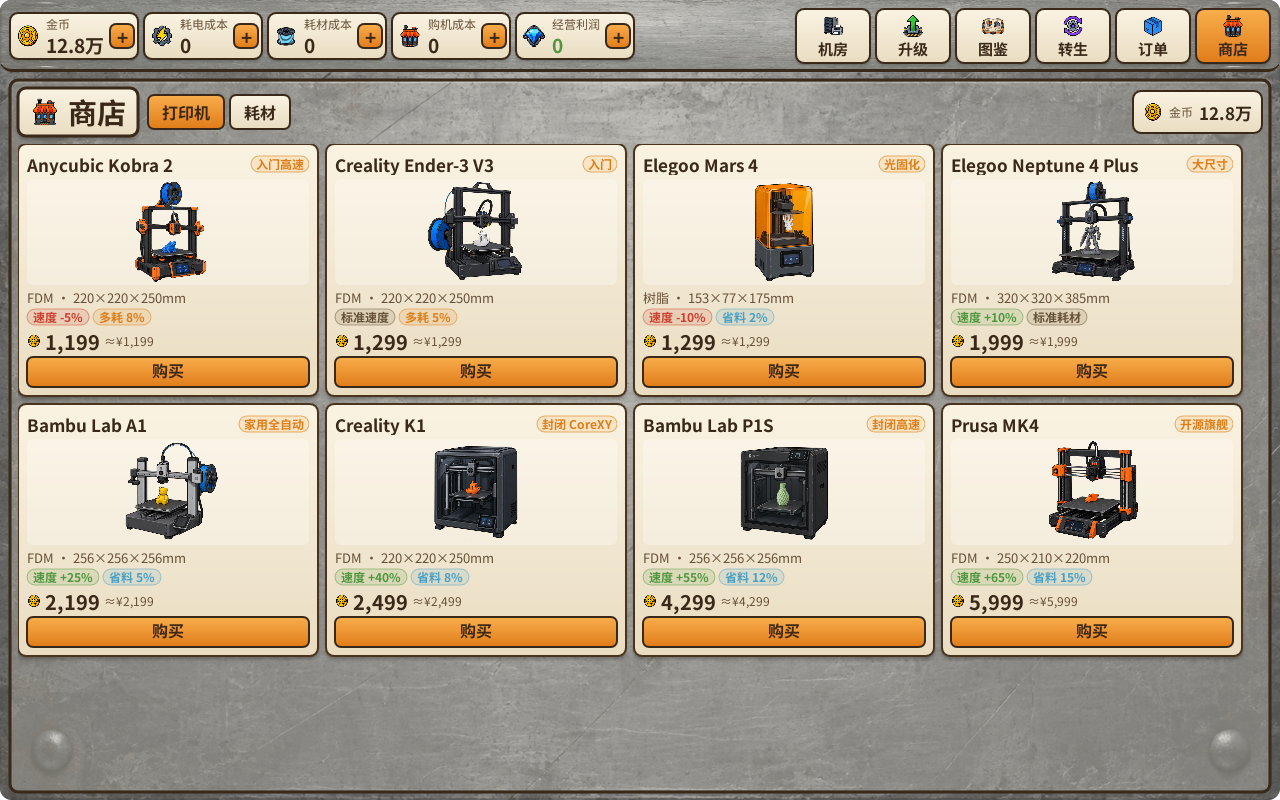 金币
12.8万
+
耗电成本
0
+
耗材成本
0
+
购机成本
0
+
经营利润
0
+
机房
升级
图鉴
转生
订单
商店
商店
打印机
耗材
金币 12.8万
Anycubic Kobra 2
入门高速
FDM · 220×220×250mm
速度 -5%
多耗 8%
1,199 ≈¥1,199
购买
Creality Ender-3 V3
入门
FDM · 220×220×250mm
标准速度
多耗 5%
1,299 ≈¥1,299
购买
Elegoo Mars 4
光固化
树脂 · 153×77×175mm
速度 -10%
省料 2%
1,299 ≈¥1,299
购买
Elegoo Neptune 4 Plus
大尺寸
FDM · 320×320×385mm
速度 +10%
标准耗材
1,999 ≈¥1,999
购买
Bambu Lab A1
家用全自动
FDM · 256×256×256mm
速度 +25%
省料 5%
2,199 ≈¥2,199
购买
Creality K1
封闭 CoreXY
FDM · 220×220×250mm
速度 +40%
省料 8%
2,499 ≈¥2,499
购买
Bambu Lab P1S
封闭高速
FDM · 256×256×256mm
速度 +55%
省料 12%
4,299 ≈¥4,299
购买
Prusa MK4
开源旗舰
FDM · 250×210×220mm
速度 +65%
省料 15%
5,999 ≈¥5,999
购买